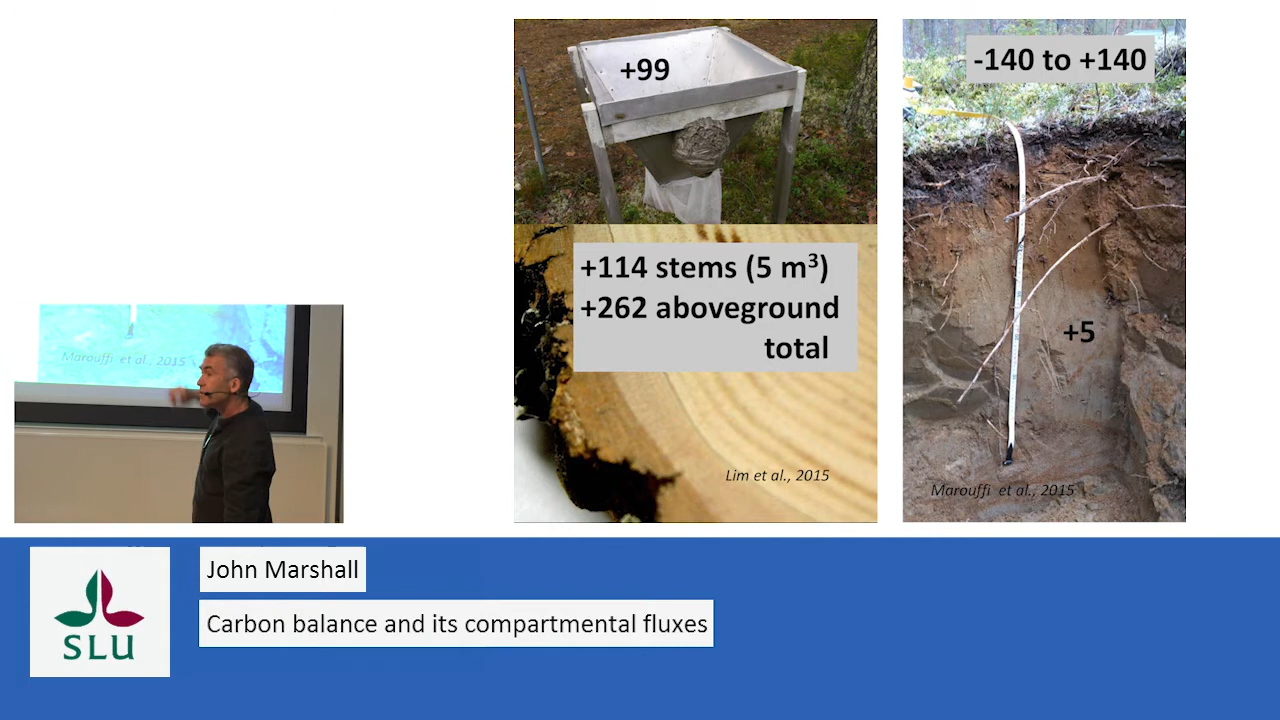 +99
+114 stems (5 m³)
+262 aboveground
total
Lim et al., 2015
-140 to +140
+5
Marouffi et al., 2015
Marouffi et al., 2015
SLU
John Marshall
Carbon balance and its compartmental fluxes